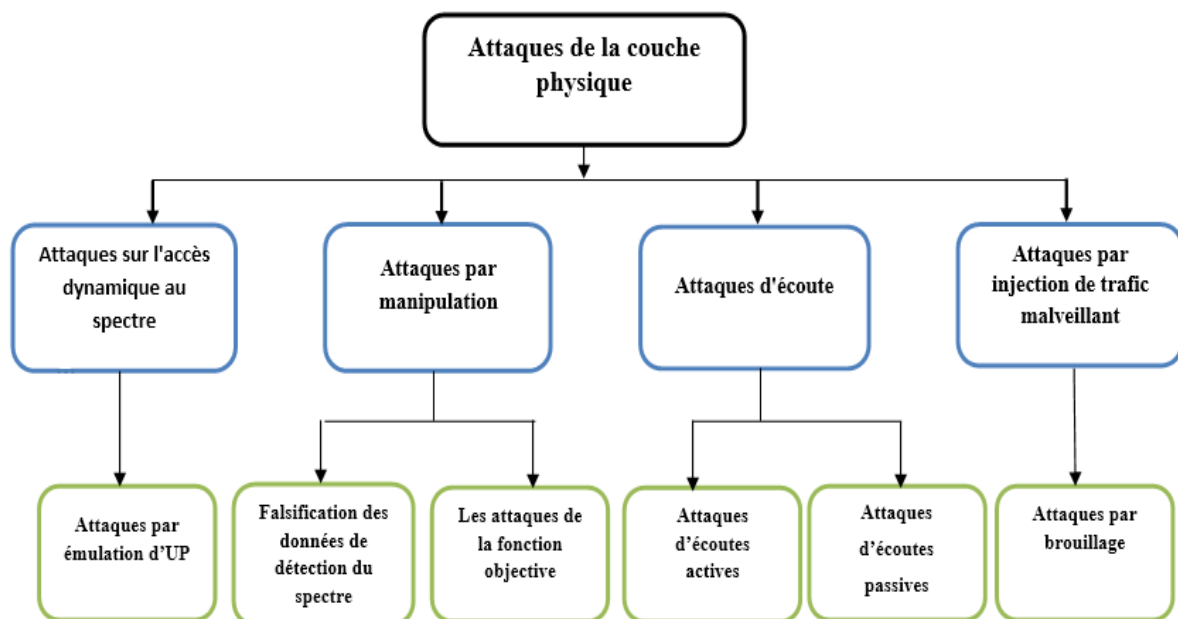 Attaques de la couche
physique
Attaques sur l'accès
dynamique au
spectre
Attaques par
manipulation
Attaques d'écoute
Attaques par
injection de trafic
malveillant
Attaques par
émulation d’UP
Falsification des
données de
détection du
spectre
Les attaques de
la fonction
objective
Attaques
d’écoutes
actives
Attaques
d’écoutes
passives
Attaques par
brouillage